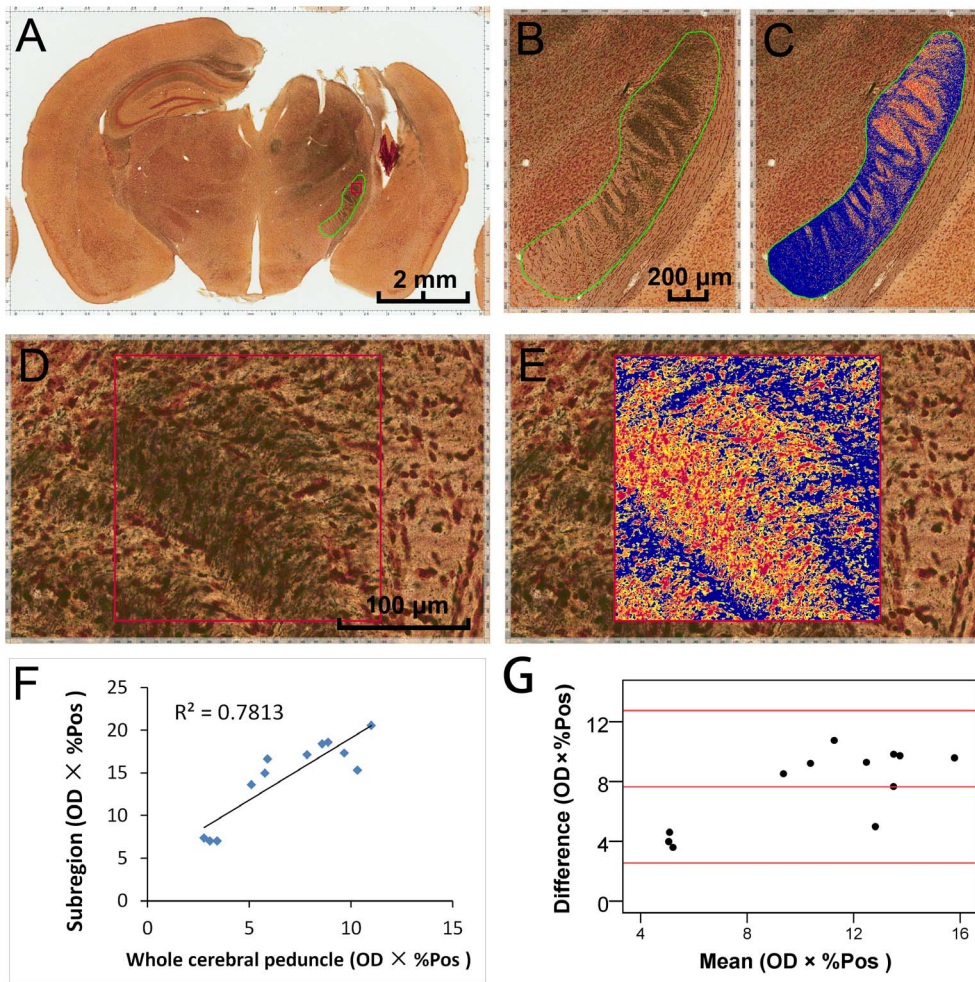 A
2 mm
B
200 µm
C
D
100 µm
E
F
25
20
15
10
5
0
R² = 0.7813
Subregion (OD × %Pos)
0 5 10 15
Whole cerebral peduncle (OD × %Pos )
G
12
8
4
0
Difference (OD×%Pos)
4 8 12 16
Mean (OD × %Pos )